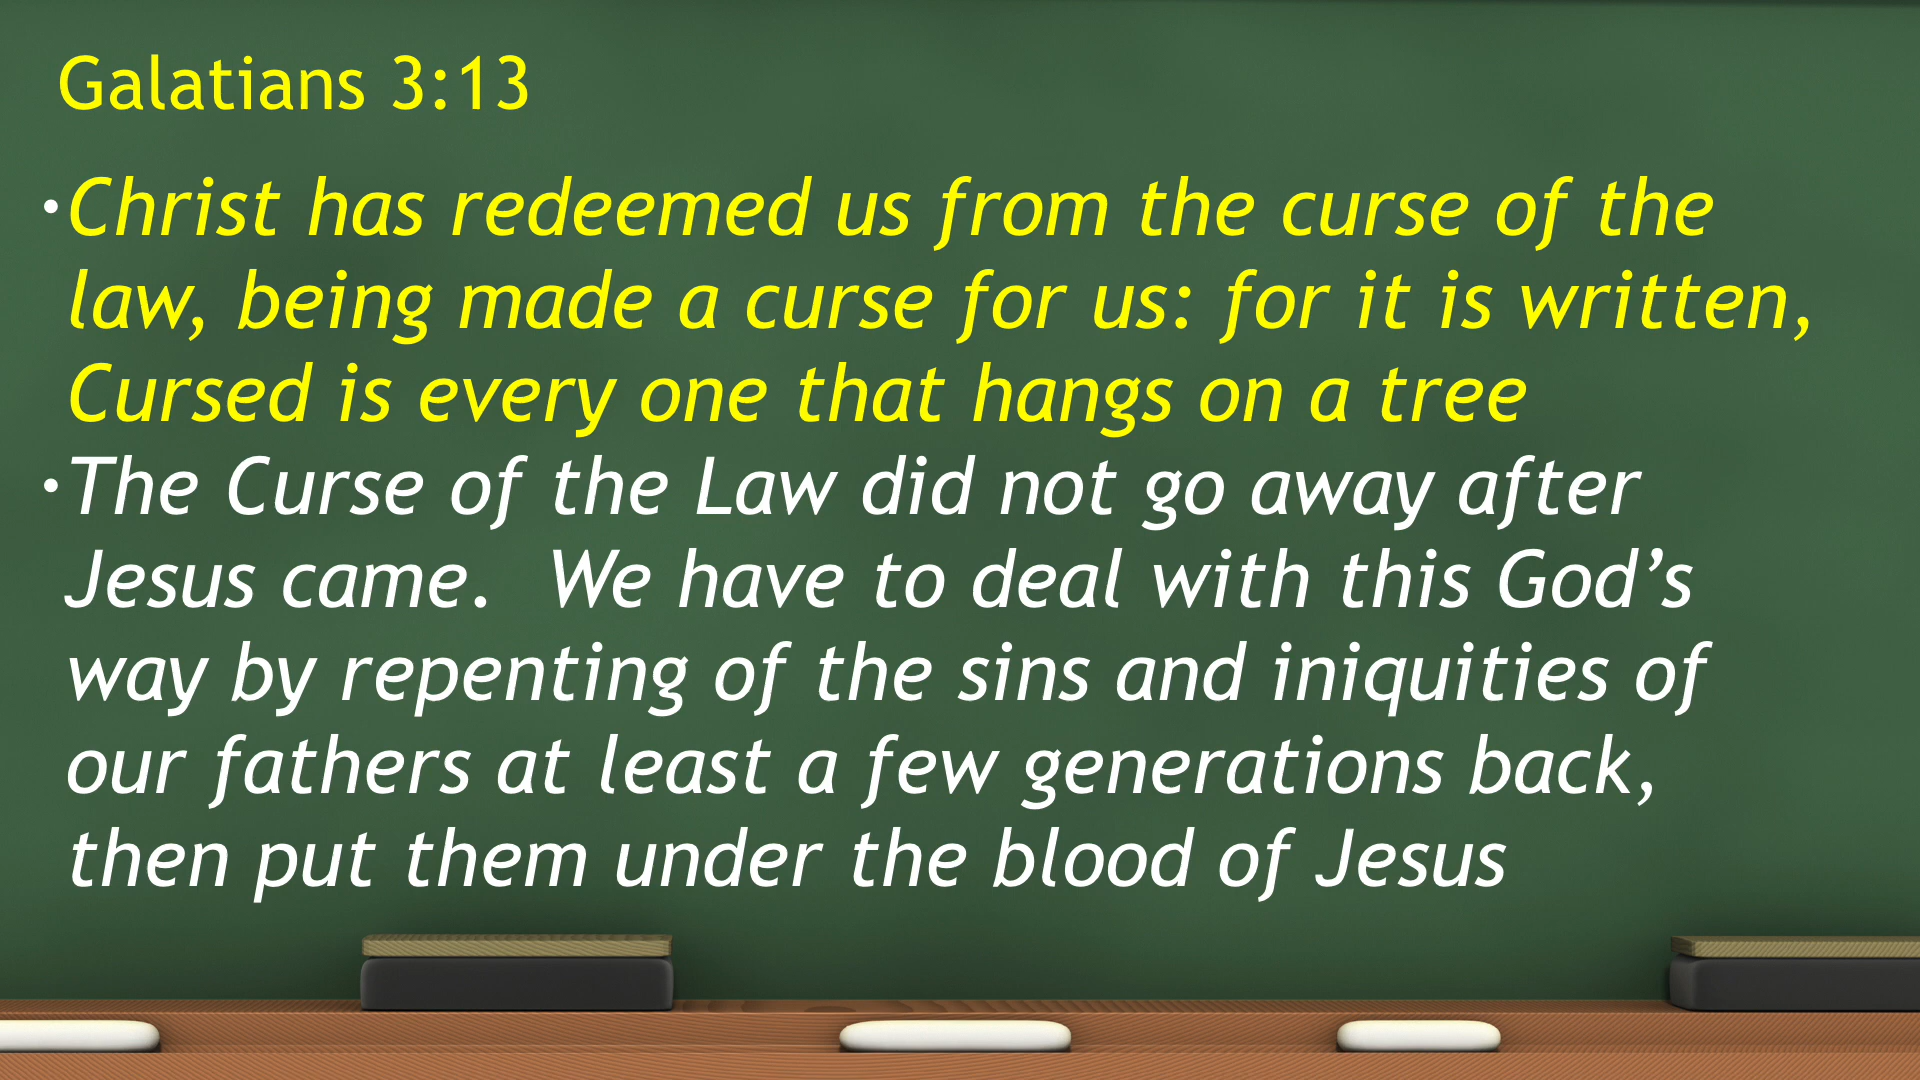 Galatians 3:13
•Christ has redeemed us from the curse of the
law, being made a curse for us: for it is written,
Cursed is every one that hangs on a tree
•The Curse of the Law did not go away after
Jesus came.  We have to deal with this God’s
way by repenting of the sins and iniquities of
our fathers at least a few generations back,
then put them under the blood of Jesus